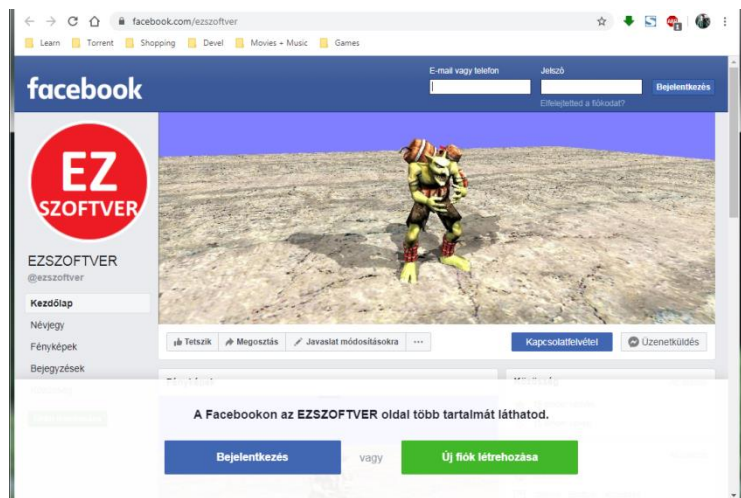 facebook.com/ezszoftver
Learn Torrent Shopping Devel Movies + Music Games
facebook
E-mail vagy telefon
Jelszó
Bejelentkezés
Elfelejtetted a fiókodat?
EZ
SZOFTVER
EZSZOFTVER
@ezszoftver
Kezdőlap
Névjegy
Fényképek
Bejegyzések
Tetszik Megosztás Javaslat módosításokra ...
Kapcsolatfelvétel
Üzenetküldés
A Facebookon az EZSZOFTVER oldal több tartalmát láthatod.
Bejelentkezés vagy Új fiók létrehozása